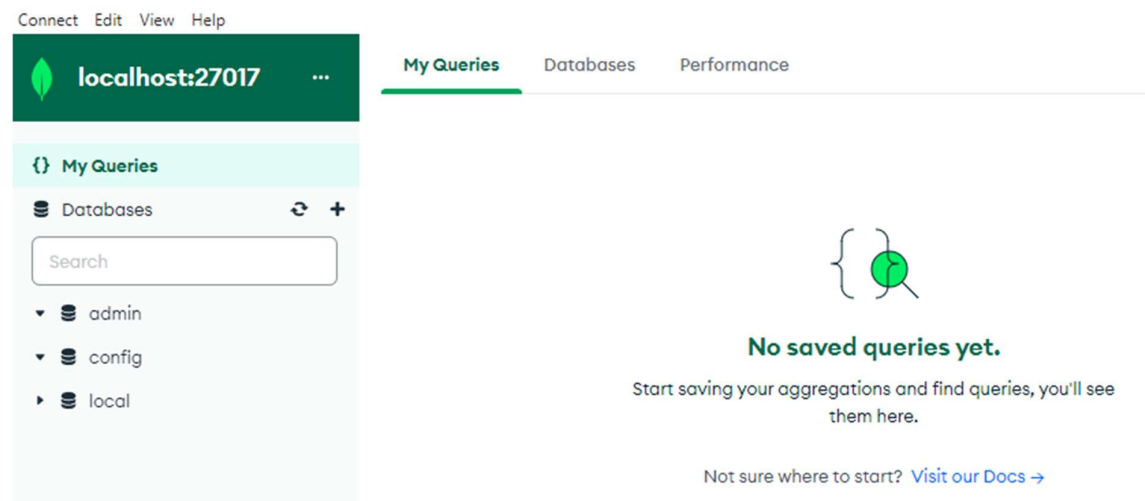 Connect Edit View Help
localhost:27017 ...
My Queries Databases Performance
{} My Queries
Databases
Search
admin
config
local
No saved queries yet.
Start saving your aggregations and find queries, you'll see
them here.
Not sure where to start? Visit our Docs →